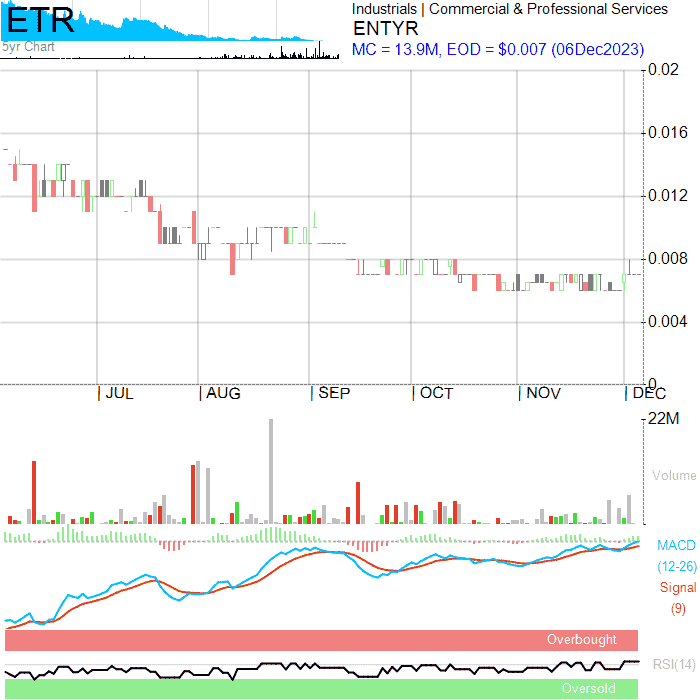 ETR
5yr Chart
Industrials | Commercial & Professional Services
ENTYR
MC = 13.9M, EOD = $0.007 (06Dec2023)
0.02
0.016
0.012
0.008
0.004
0
| JUL | AUG | SEP | OCT | NOV | DEC
22M
Volume
MACD
(12-26)
Signal
(9)
Overbought
RSI(14)
Oversold